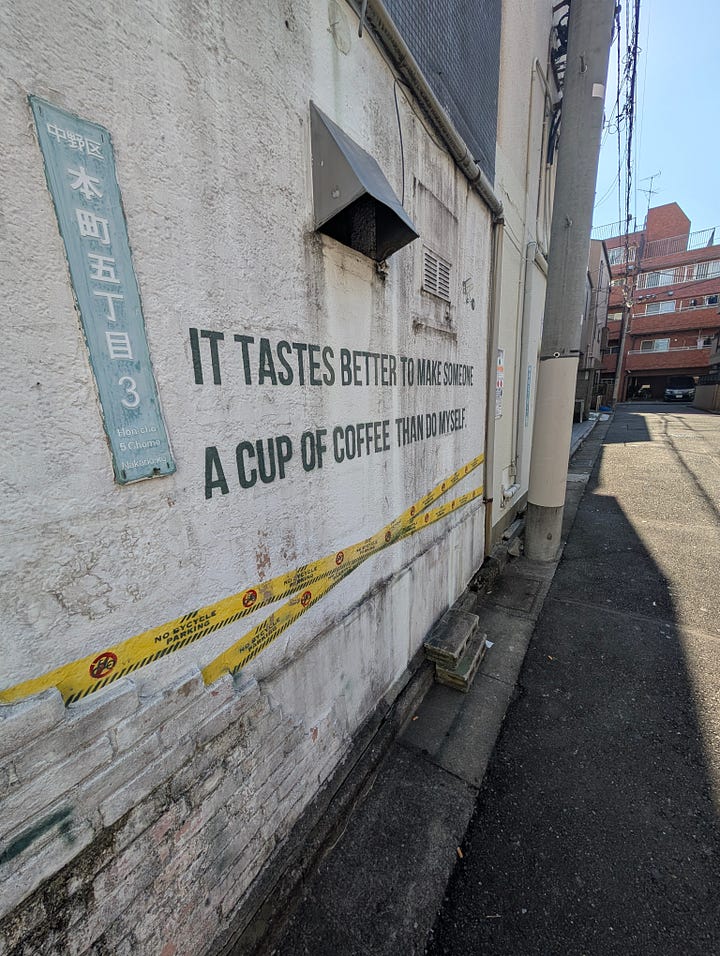 中野区
本町五丁目
3
Hon-cho
5 Chome
Nakano-ku
IT TASTES BETTER TO MAKE SOMEONE
A CUP OF COFFEE THAN DO MYSELF.
NO BICYCLE
PARKING
NO BICYCLE
PARKING
NO BICYCLE
PARKING